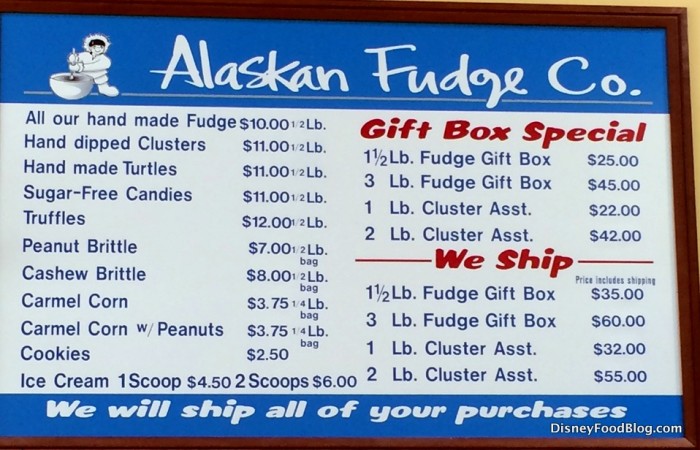 Alaskan Fudge Co.
All our hand made Fudge $10.00 1/2 Lb.
Hand dipped Clusters $11.00 1/2 Lb.
Hand made Turtles $11.00 1/2 Lb.
Sugar-Free Candies $11.00 1/2 Lb.
Truffles $12.00 1/2 Lb.
Peanut Brittle $7.00 1/2 Lb.
bag
Cashew Brittle $8.00 1/2 Lb.
bag
Carmel Corn $3.75 1/4 Lb.
bag
Carmel Corn w/ Peanuts $3.75 1/4 Lb.
bag
Cookies $2.50
Ice Cream 1 Scoop $4.50 2 Scoops $6.00
Gift Box Special
1½ Lb. Fudge Gift Box $25.00
3 Lb. Fudge Gift Box $45.00
1 Lb. Cluster Asst. $22.00
2 Lb. Cluster Asst. $42.00
We Ship
Price includes shipping
1½ Lb. Fudge Gift Box $35.00
3 Lb. Fudge Gift Box $60.00
1 Lb. Cluster Asst. $32.00
2 Lb. Cluster Asst. $55.00
We will ship all of your purchases
DisneyFoodBlog.com